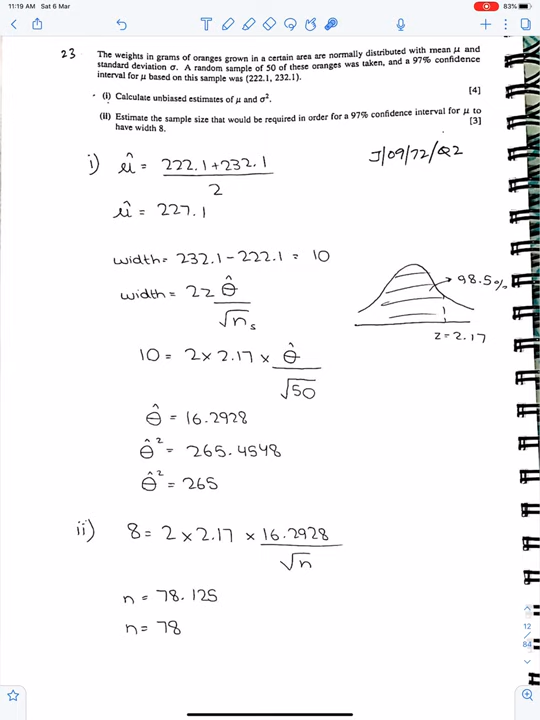 11:19 AM Sat 6 Mar
83%
23
The weights in grams of oranges grown in a certain area are normally distributed with mean μ and
standard deviation σ. A random sample of 50 of these oranges was taken, and a 97% confidence
interval for μ based on this sample was (222.1, 232.1).
(i) Calculate unbiased estimates of μ and σ².
[4]
(ii) Estimate the sample size that would be required in order for a 97% confidence interval for μ to
have width 8.
[3]
J/09/72/Q2
i) μ̂ = 222.1+232.1
2
μ̂ = 227.1
width = 232.1 - 222.1 = 10
width = 2z θ̂
√n s
98.5%
z = 2.17
10 = 2 × 2.17 × θ̂
√50
θ̂ = 16.2928
θ̂² = 265.4548
θ̂² = 265
ii) 8 = 2 × 2.17 × 16.2928
√n
n = 78.125
n = 78
12
/
84